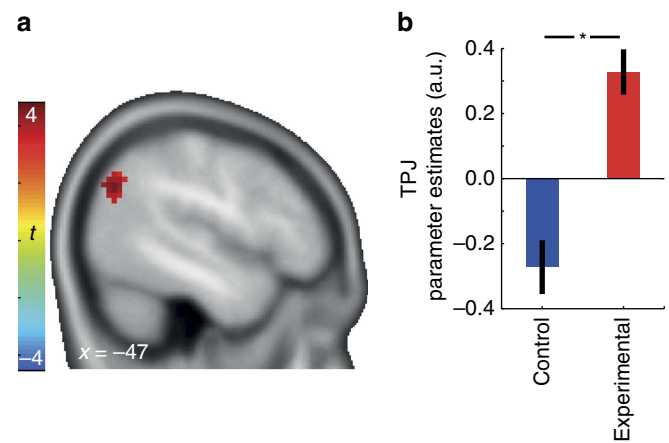 a
4
t
–4
x = –47
b
*
TPJ
parameter estimates (a.u.)
0.4
0.2
0.0
–0.2
–0.4
Control
Experimental